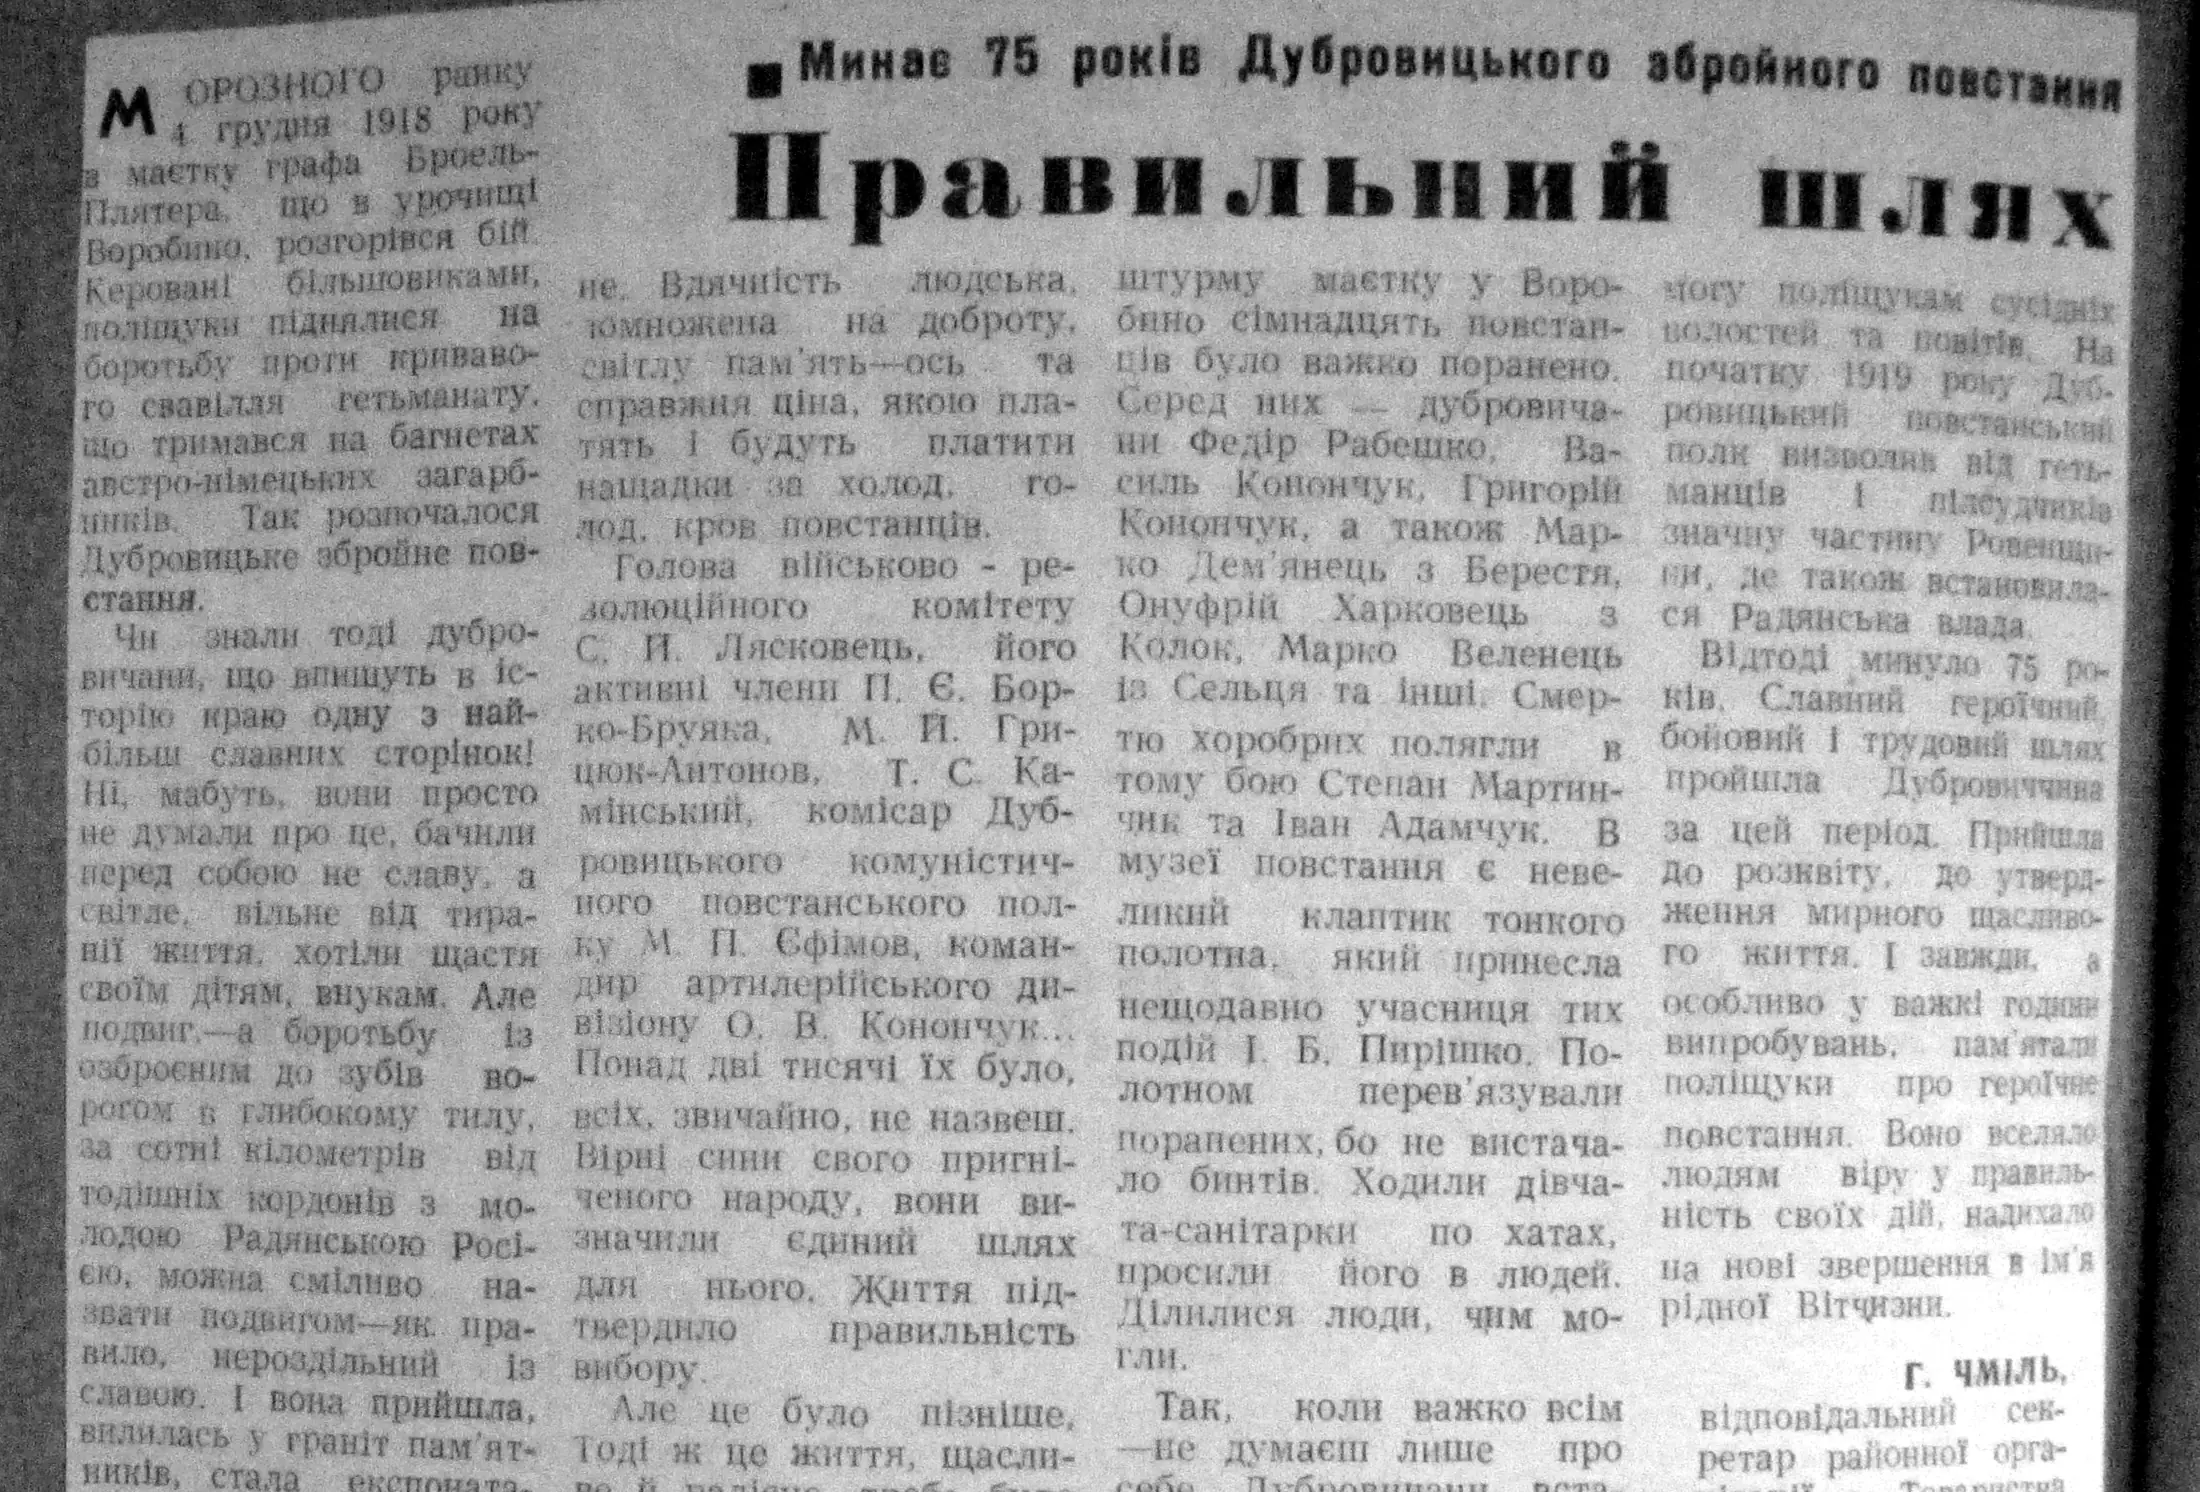 Минає 75 років Дубровицького збройного повстання
Правильний шлях
МОРОЗНОГО ранку
4 грудня 1918 року
з маєтку графа Броель-
Плятера, що в урочищі
Воробино, розгорівся бій.
Керовані більшовиками,
поліщуки піднялися на
боротьбу проти криваво-
го свавілля гетьманату,
що тримався на багнетах
австро-німецьких загарб-
ників. Так розпочалося
Дубровицьке збройне пов-
стання.
Чи знали тоді дубро-
вичани, що впишуть в іс-
торію краю одну з най-
більш славних сторінок!
Ні, мабуть, вони просто
не думали про це, бачили
перед собою не славу, а
світле, вільне від тира-
нії життя, хотіли щастя
своїм дітям, внукам. Але
подвиг,—а боротьбу із
озброєним до зубів во-
рогом в глибокому тилу,
за сотні кілометрів від
тодішніх кордонів з мо-
лодою Радянською Росі-
єю, можна сміливо на-
звати подвигом—як пра-
вило, нероздільний із
славою. І вона прийшла,
вилилась у граніт пам'ят-
ників, стала експоната-
не. Вдячність людська,
помножена на доброту,
світлу пам'ять—ось та
справжня ціна, якою пла-
тять і будуть платити
нащадки за холод, го-
лод, кров повстанців.
Голова військово - ре-
золюційного комітету
С. Й. Лясковець, його
активні члени П. Є. Бор-
ко-Бруяка, М. Й. Гри-
цюк-Антонов, Т. С. Ка-
мінський, комісар Дуб-
ровицького комуністич-
ного повстанського пол-
ку М. П. Єфімов, коман-
дир артилерійського ди-
візіону О. В. Конончук...
Понад дві тисячі їх було,
всіх, звичайно, не назвеш.
Вірні сини свого пригні-
ченого народу, вони ви-
значили єдиний шлях
для нього. Життя під-
твердило правильність
вибору.
Але це було пізніше.
Тоді ж це життя, щасли-
ве й радісне, треба було
штурму маєтку у Воро-
бино сімнадцять повстан-
ців було важко поранено.
Серед них — дубровича-
ни Федір Рабешко, Ва-
силь Конончук, Григорій
Конончук, а також Мар-
ко Дем'янець з Берестя,
Онуфрій Харковець з
Колок, Марко Веленець
із Сельця та інші. Смер-
тю хоробрих полягли в
тому бою Степан Мартин-
чик та Іван Адамчук. В
музеї повстання є неве-
ликий клаптик тонкого
полотна, який принесла
нещодавно учасниця тих
подій І. Б. Пирішко. По-
лотном перев'язували
поранених, бо не вистача-
ло бинтів. Ходили дівча-
та-санітарки по хатах,
просили його в людей.
Ділилися люди, чим мо-
гли.
Так, коли важко всім
—не думаєш лише про
себе. Дубровичани вста-
могу поліщукам сусідніх
волостей та повітів. На
початку 1919 року Дуб-
ровицький повстанський
полк визволив від геть-
манців і пілсудчиків
значну частину Ровенщи-
ни, де також встановила-
ся Радянська влада.
Відтоді минуло 75 ро-
ків. Славний героїчний,
бойовий і трудовий шлях
пройшла Дубровиччина
за цей період. Прийшла
до розквіту, до утверд-
ження мирного щасливо-
го життя. І завжди, а
особливо у важкі години
випробувань, пам'ятали
поліщуки про героїчне
повстання. Воно вселяло
людям віру у правиль-
ність своїх дій, надихало
на нові звершення в ім'я
рідної Вітчизни.
Г. ЧМІЛЬ,
відповідальний сек-
ретар районної орга-
нізації Товариства